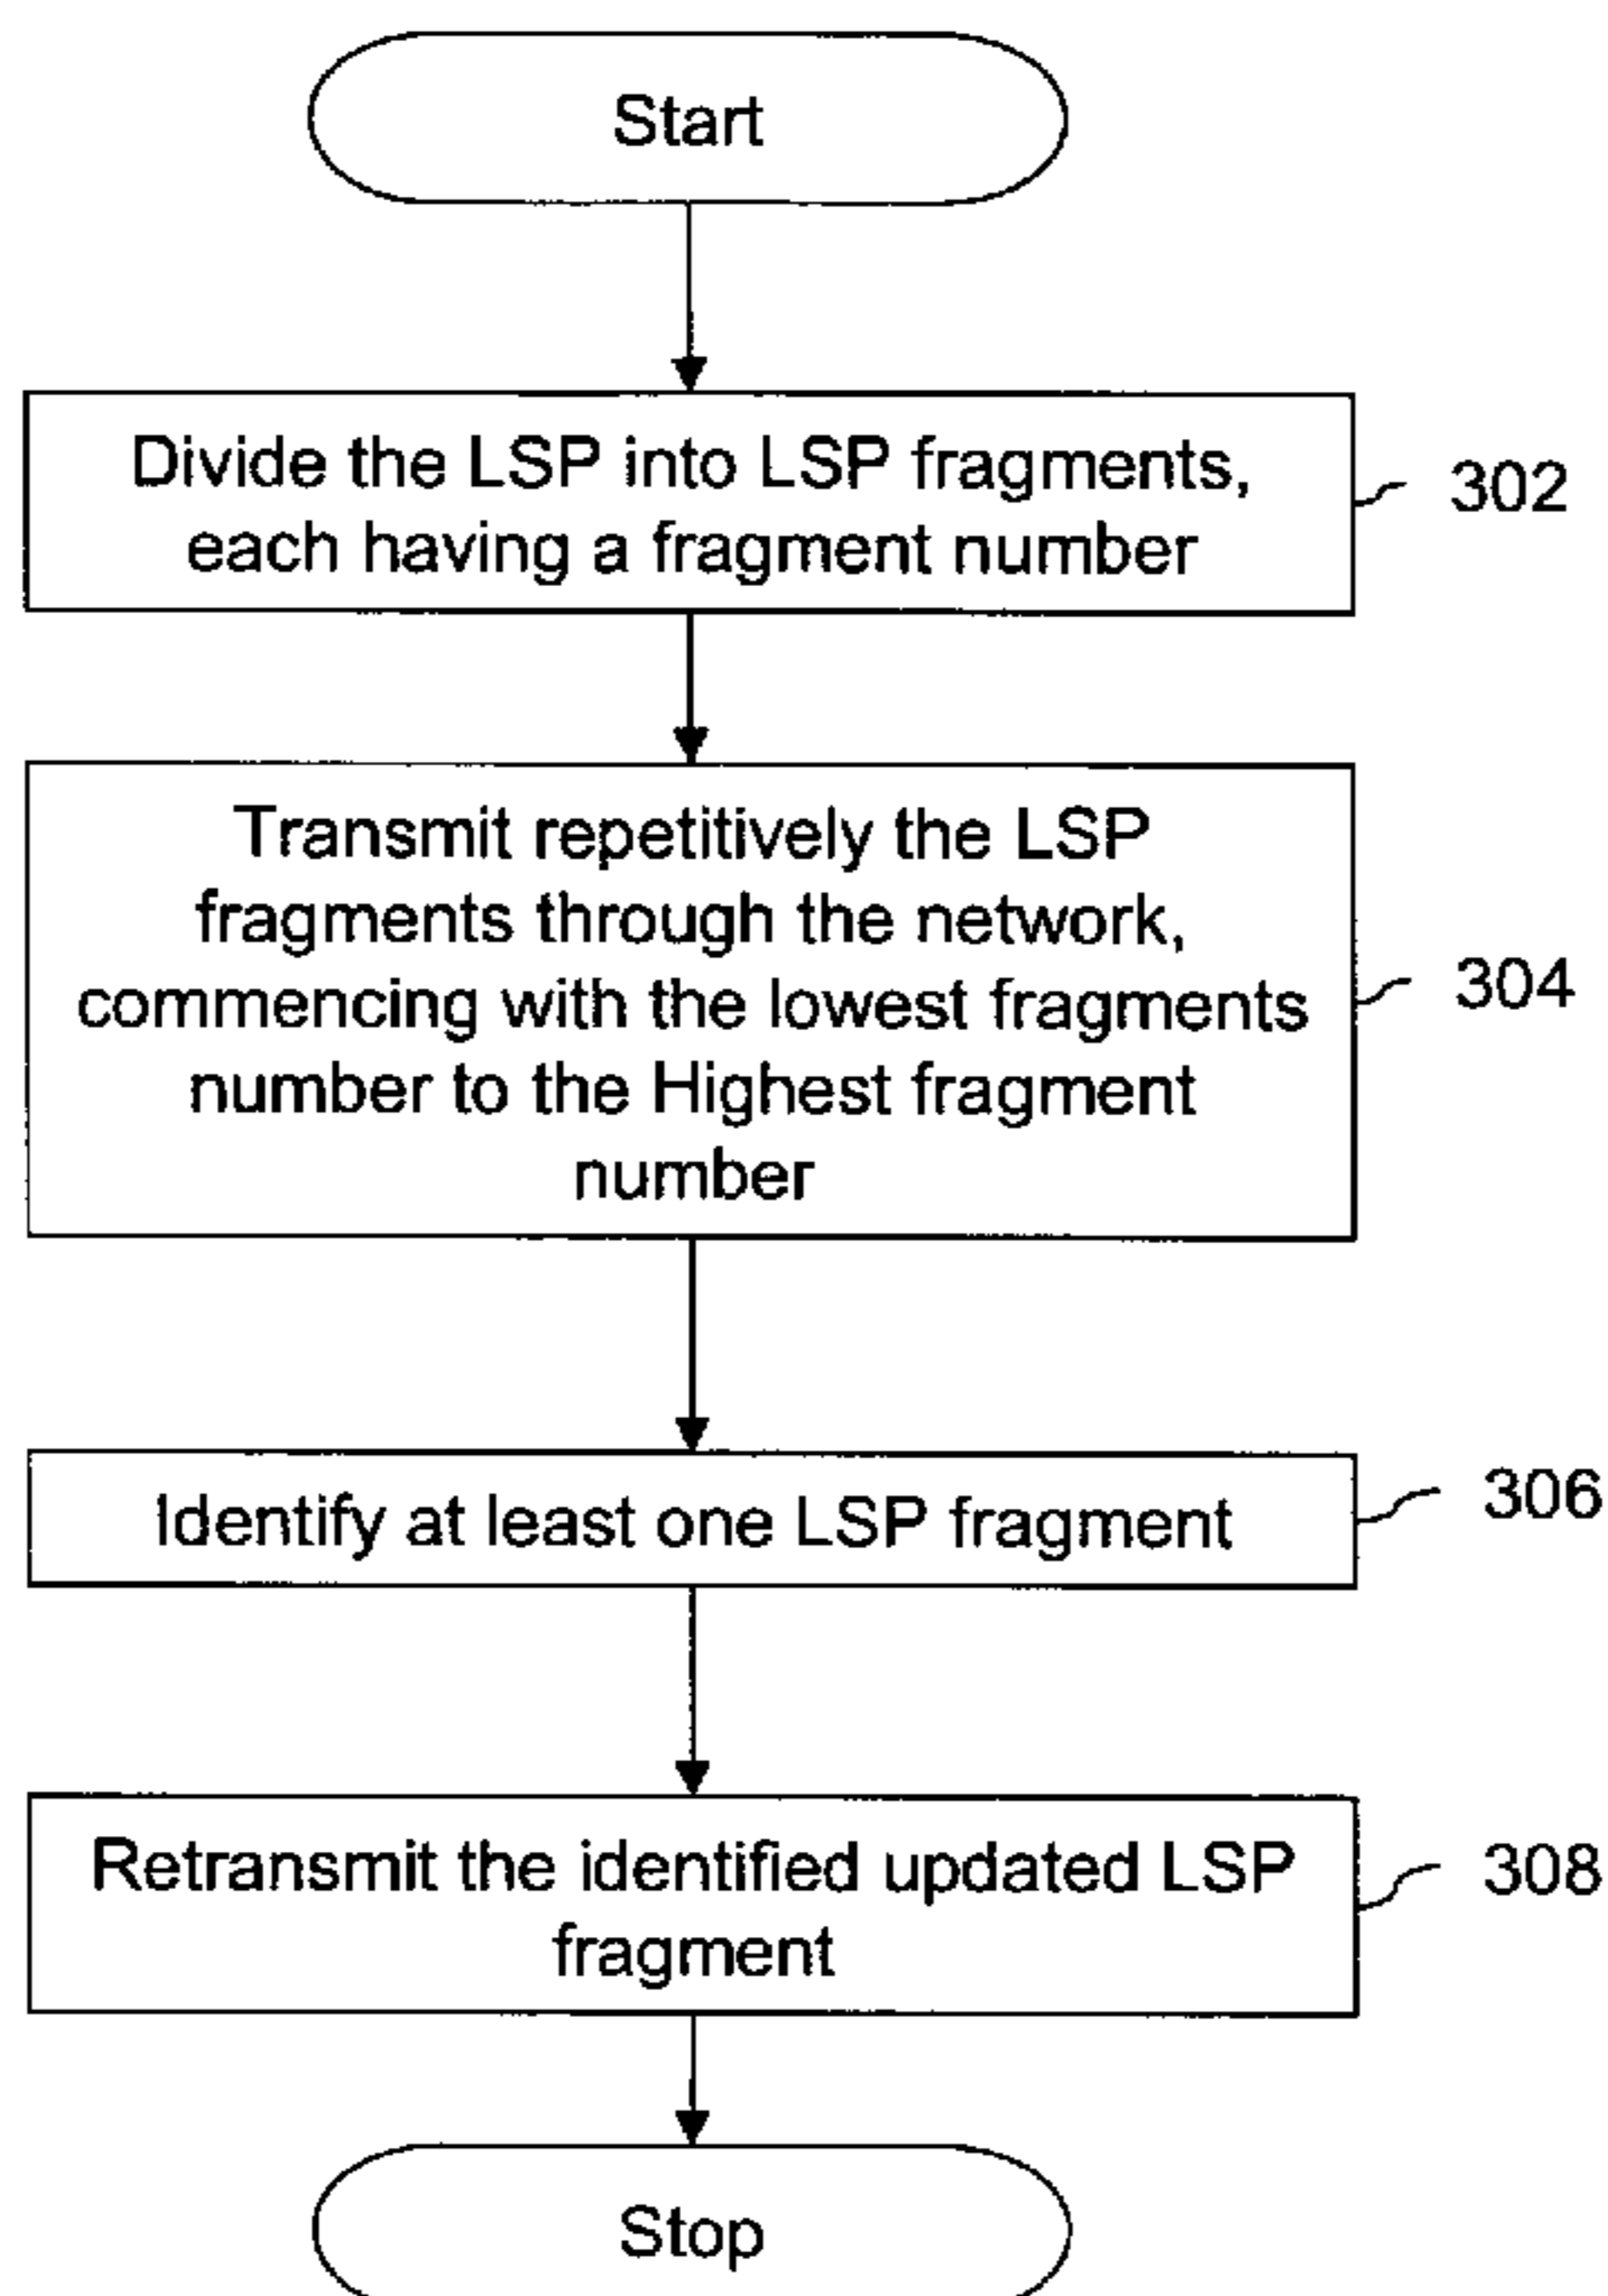 Start
Divide the LSP into LSP fragments,
each having a fragment number
302
Transmit repetitively the LSP
fragments through the network,
commencing with the lowest fragments
number to the Highest fragment
number
304
Identify at least one LSP fragment
306
Retransmit the identified updated LSP
fragment
308
Stop